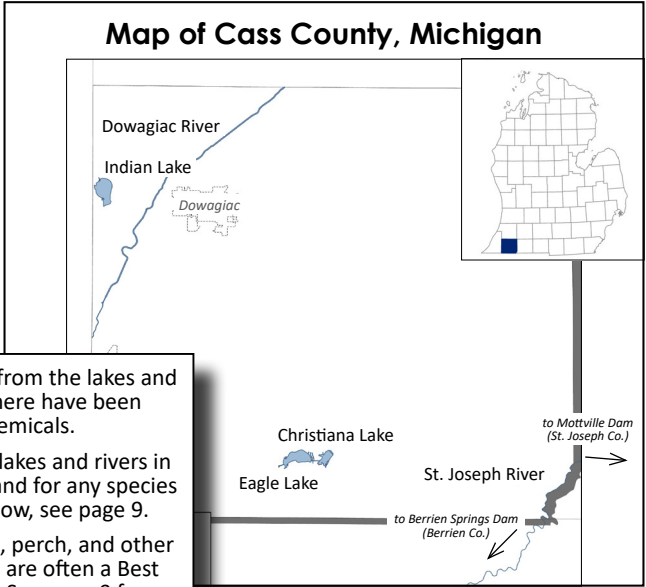 Map of Cass County, Michigan
Dowagiac River
Indian Lake
Dowagiac
from the lakes and
here have been
emicals.
lakes and rivers in
and for any species
ow, see page 9.
, perch, and other
are often a Best
Christiana Lake
Eagle Lake
to Mottville Dam
(St. Joseph Co.)
St. Joseph River
to Berrien Springs Dam
(Berrien Co.)